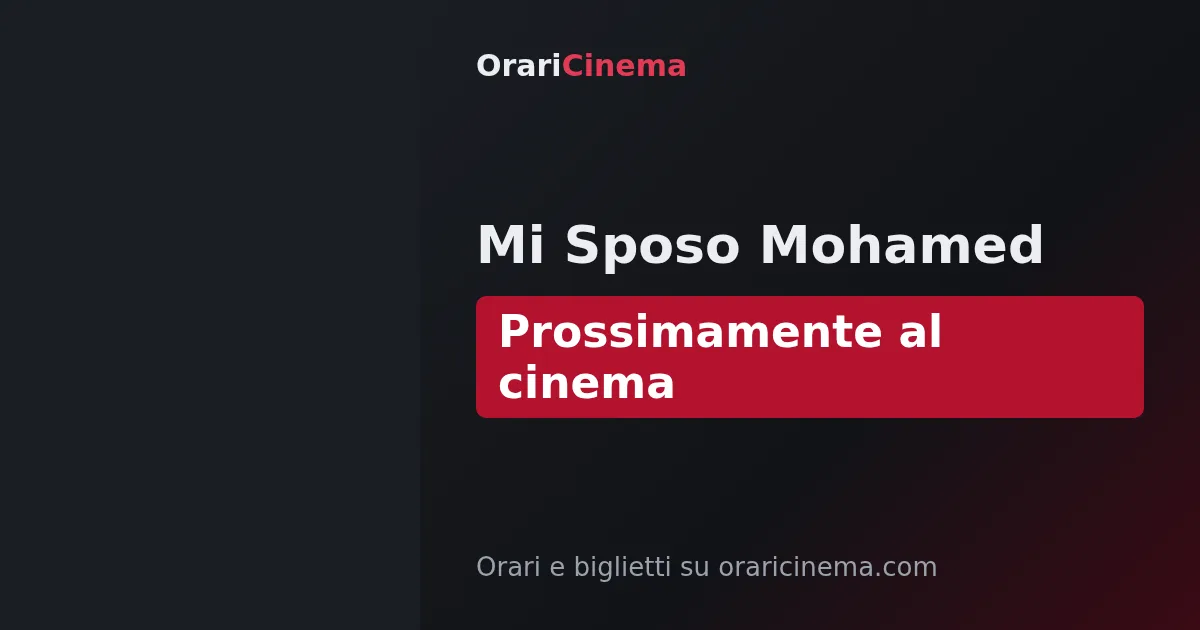 OrariCinema
Mi Sposo Mohamed
Prossimamente al
cinema
Orari e biglietti su oraricinema.com